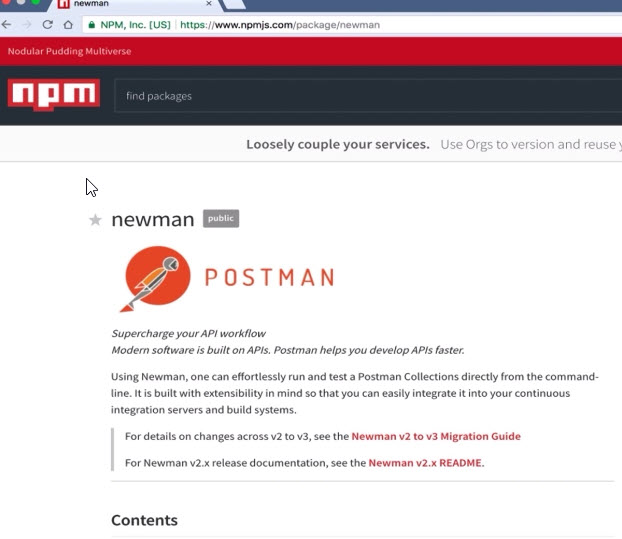 newman
NPM, Inc. [US]  https://www.npmjs.com/package/newman
Nodular Pudding Multiverse
npm find packages
Loosely couple your services. Use Orgs to version and reuse
newman public
POSTMAN
Supercharge your API workflow
Modern software is built on APIs. Postman helps you develop APIs faster.
Using Newman, one can effortlessly run and test a Postman Collections directly from the command-
line. It is built with extensibility in mind so that you can easily integrate it into your continuous
integration servers and build systems.
For details on changes across v2 to v3, see the Newman v2 to v3 Migration Guide
For Newman v2.x release documentation, see the Newman v2.x README.
Contents